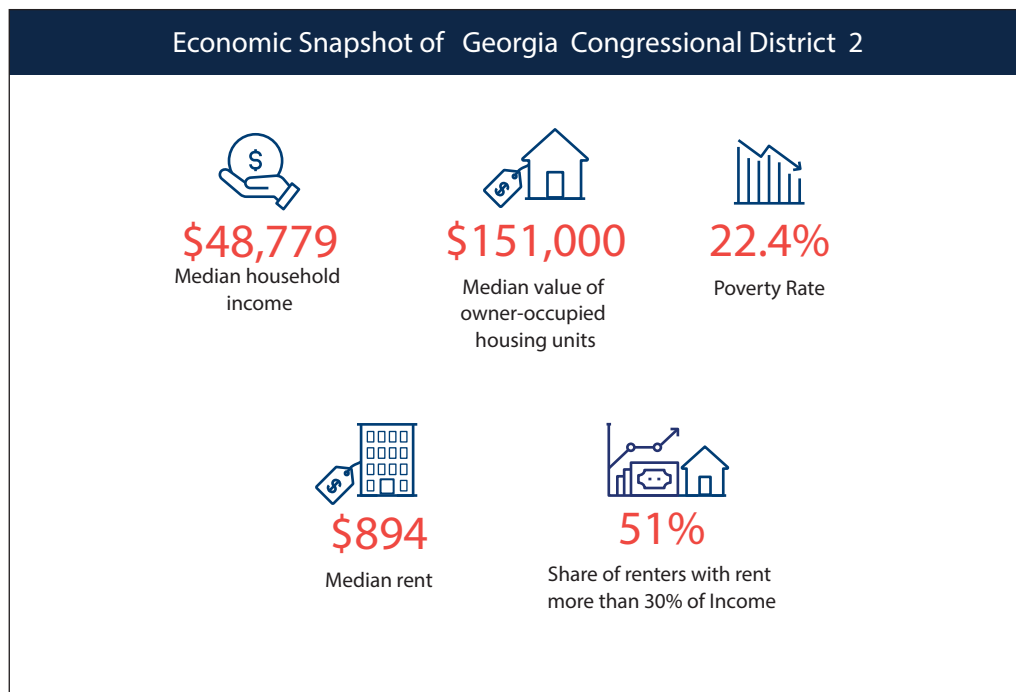 Economic Snapshot of Georgia Congressional District 2
$
$48,779
Median household
income
$
$151,000
Median value of
owner-occupied
housing units
22.4%
Poverty Rate
$
$894
Median rent
51%
Share of renters with rent
more than 30% of Income